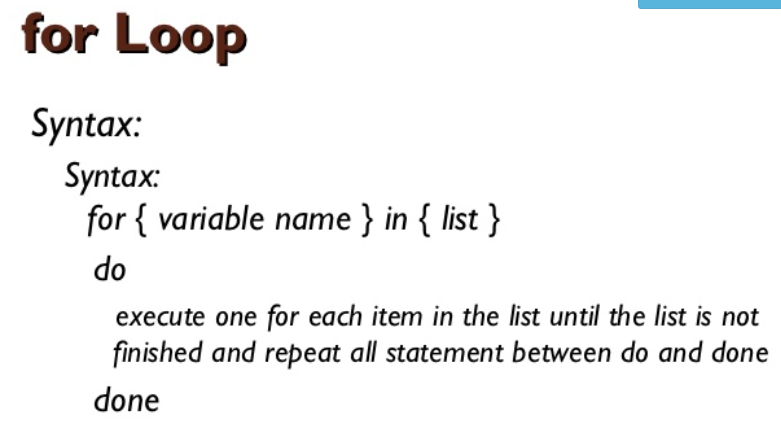 for Loop
Syntax:
Syntax:
for { variable name } in { list }
do
execute one for each item in the list until the list is not
finished and repeat all statement between do and done
done